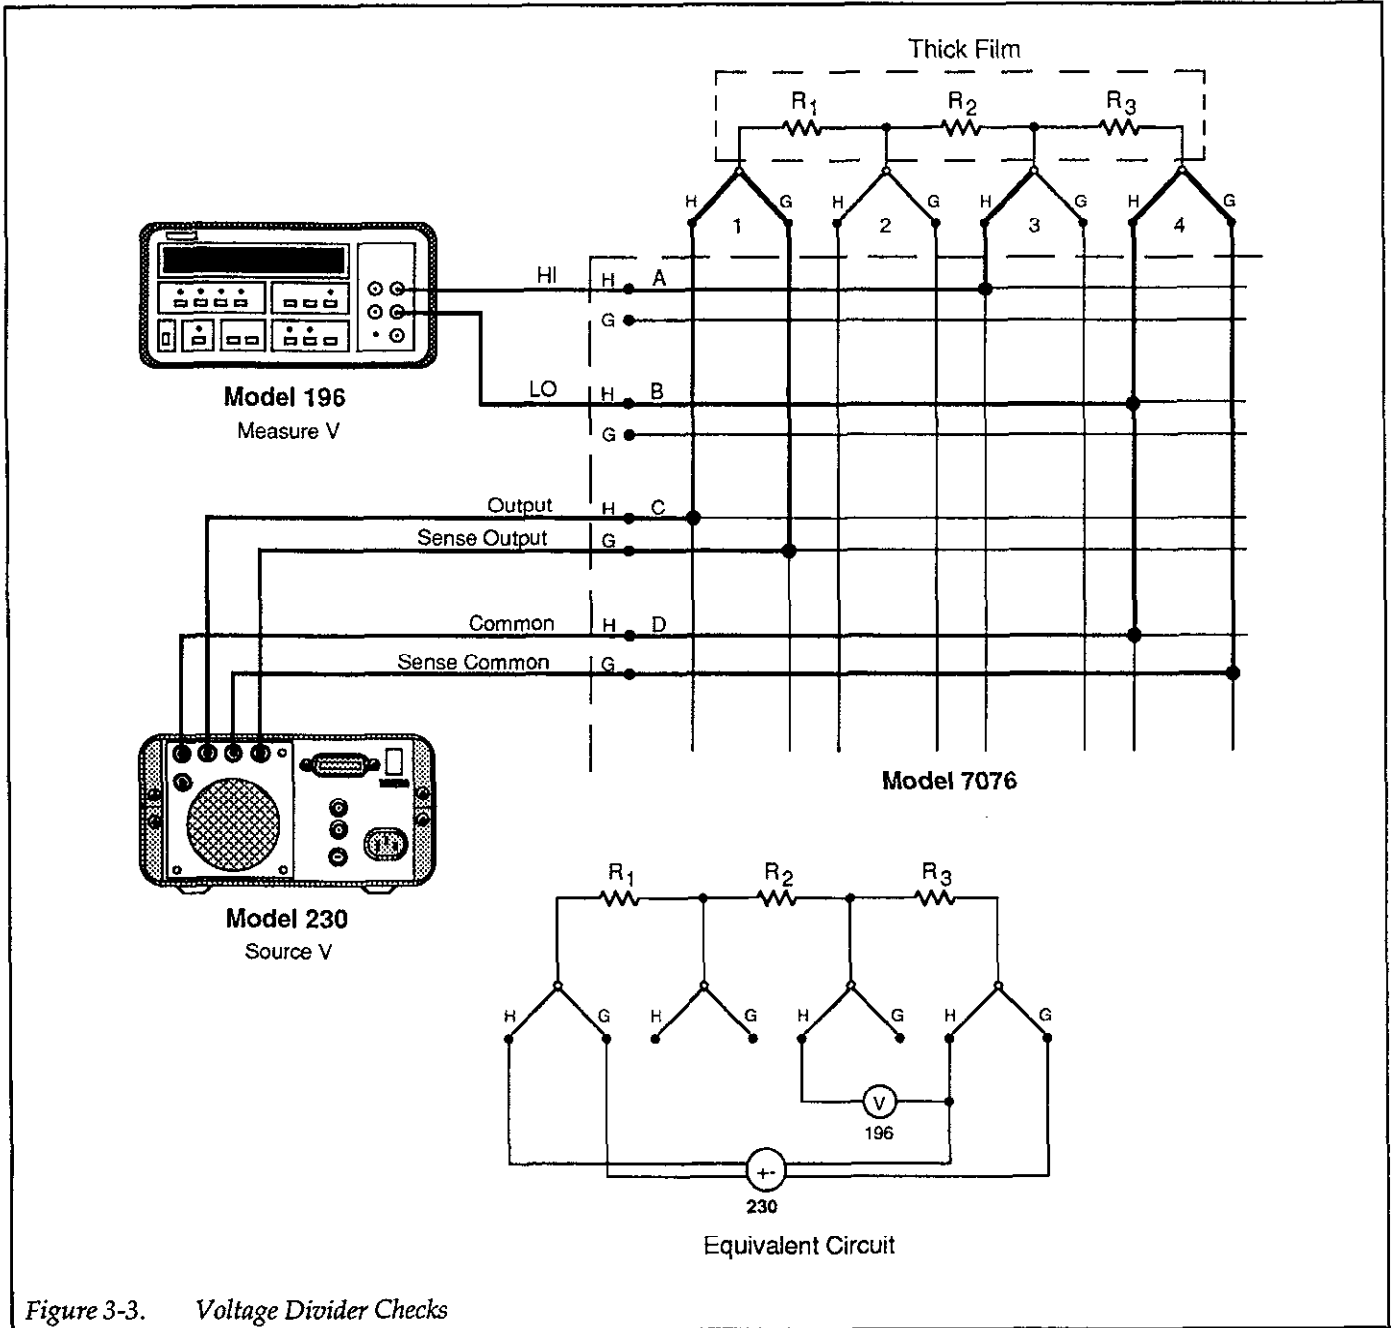 Thick Film
R1 R2 R3
H G H G H G H G
1 2 3 4
HI H A
G
Model 196
Measure V
LO H B
G
Output H C
Sense Output G
Common H D
Sense Common G
Model 7076
Model 230
Source V
R1 R2 R3
H G H G H G H G
V
196
+-
230
Equivalent Circuit
Figure 3-3. Voltage Divider Checks